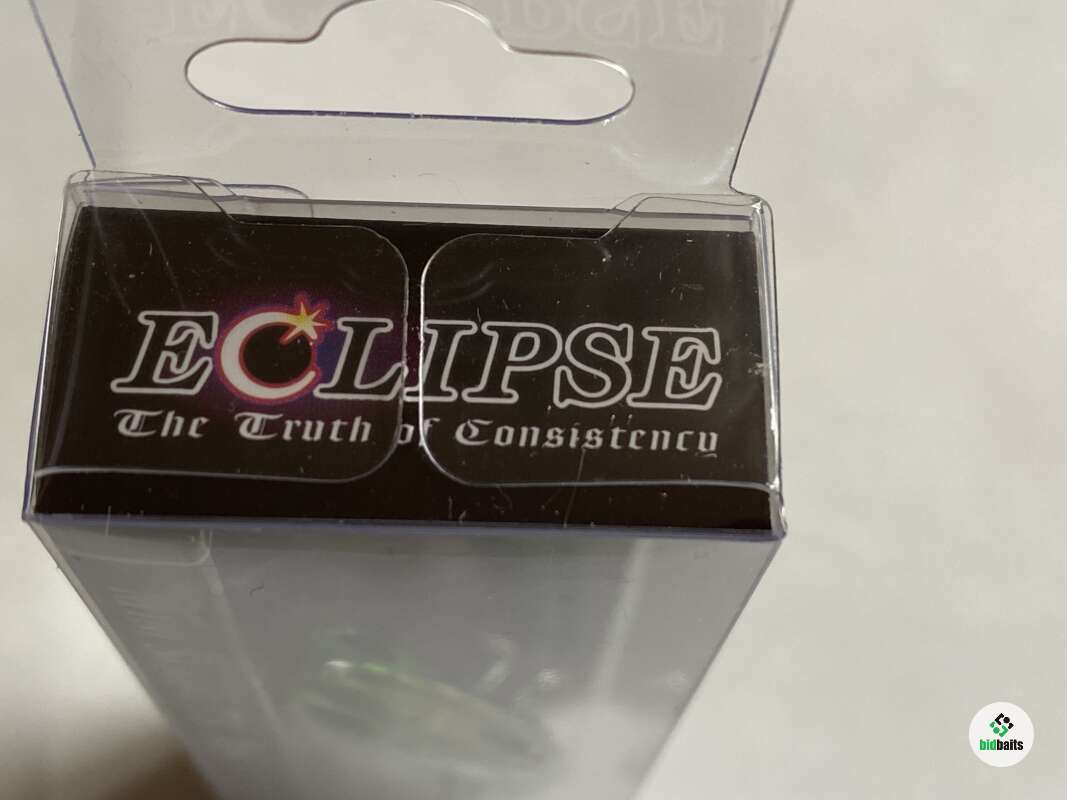 ECLIPSE
The Truth of Consistency
bidbaits